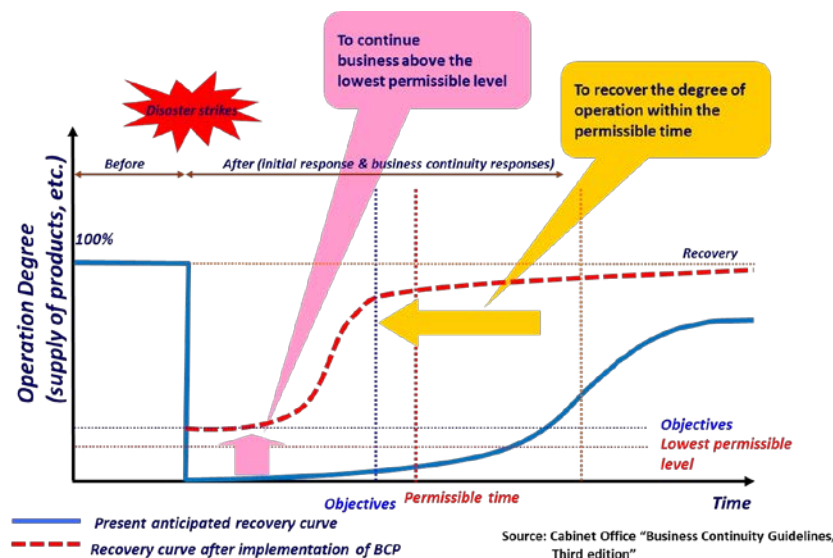 To continue
business above the
lowest permissible level
To recover the degree of
operation within the
permissible time
Disaster strikes
Before
After (initial response & business continuity responses)
Operation Degree
(supply of products, etc.)
100%
Recovery
Objectives
Lowest permissible
level
Objectives
Permissible time
Time
Present anticipated recovery curve
Recovery curve after implementation of BCP
Source: Cabinet Office “Business Continuity Guidelines,
Third edition”